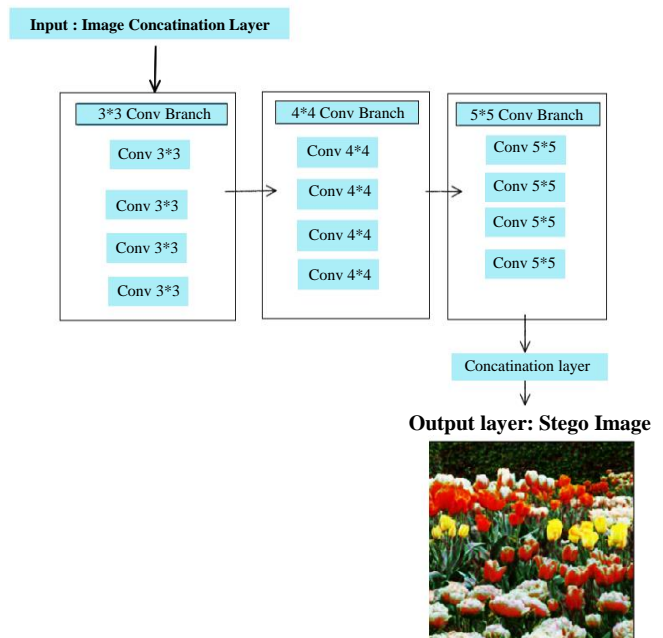 Input : Image Concatination Layer
3*3 Conv Branch
Conv 3*3
Conv 3*3
Conv 3*3
Conv 3*3
4*4 Conv Branch
Conv 4*4
Conv 4*4
Conv 4*4
Conv 4*4
5*5 Conv Branch
Conv 5*5
Conv 5*5
Conv 5*5
Conv 5*5
Concatination layer
Output layer: Stego Image